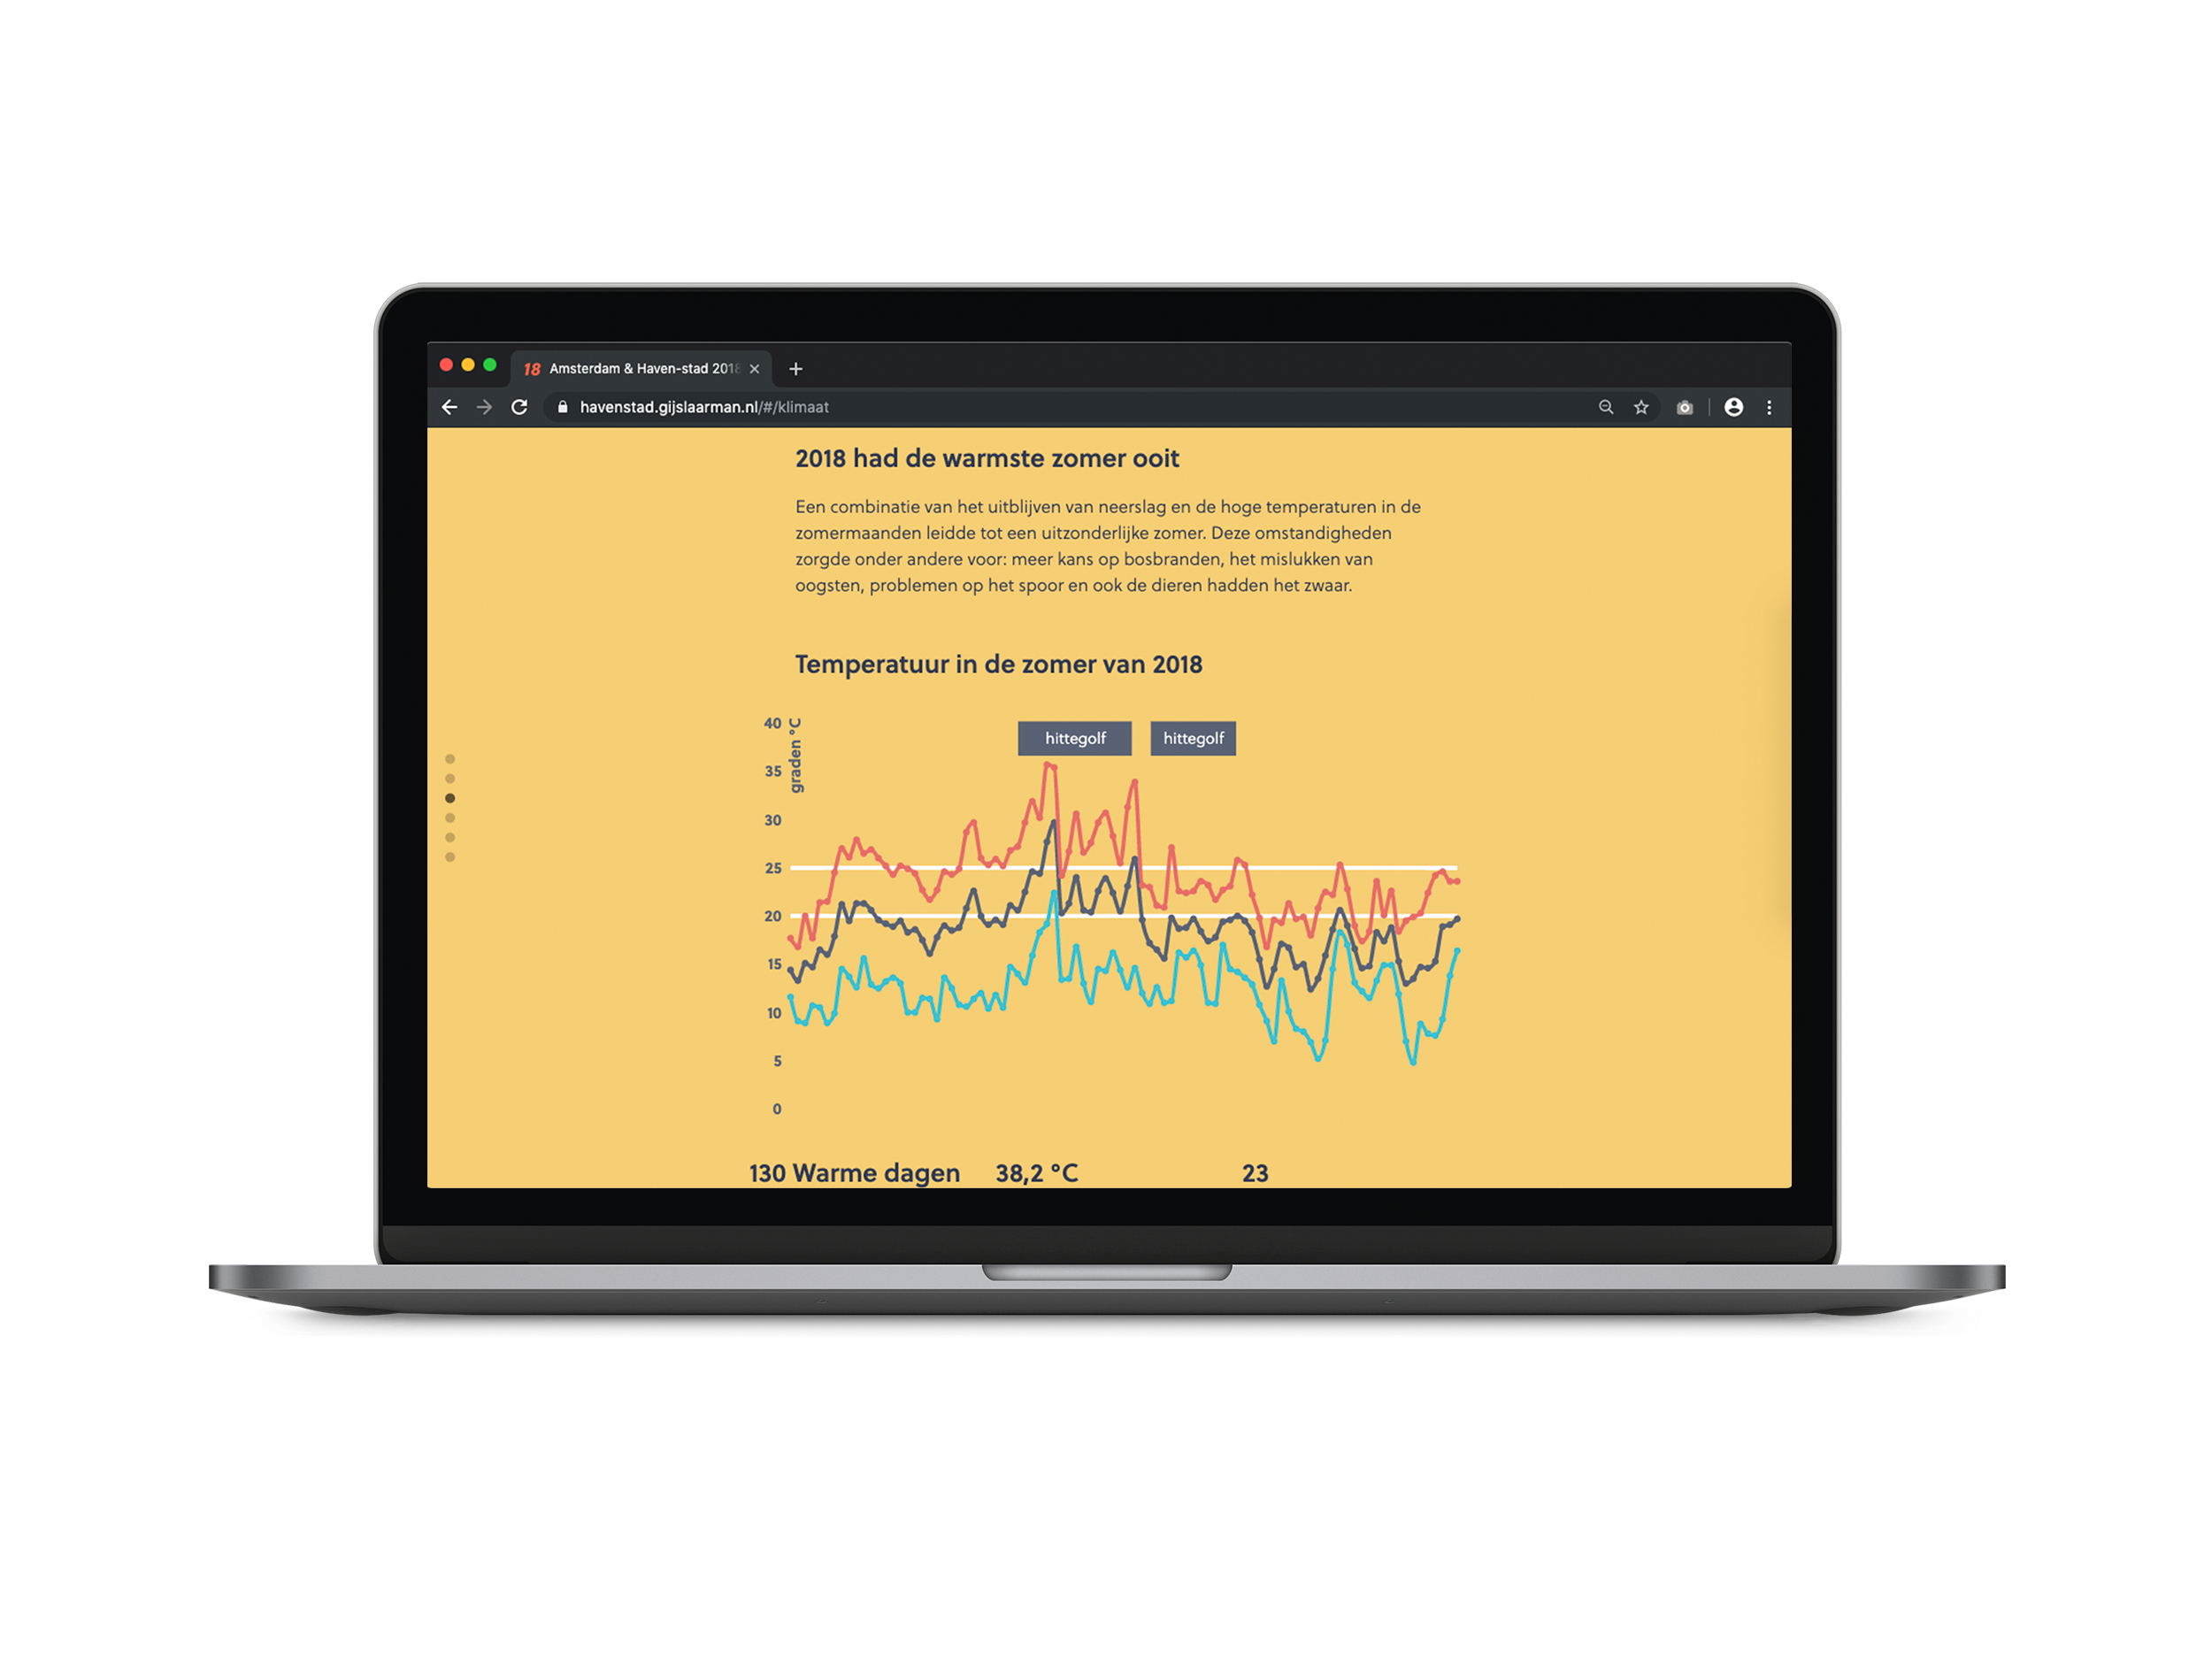 18 Amsterdam & Haven-stad 2018
havenstad.gijslaarman.nl/#/klimaat
2018 had de warmste zomer ooit
Een combinatie van het uitblijven van neerslag en de hoge temperaturen in de
zomermaanden leidde tot een uitzonderlijke zomer. Deze omstandigheden
zorgde onder andere voor: meer kans op bosbranden, het mislukken van
oogsten, problemen op het spoor en ook de dieren hadden het zwaar.
Temperatuur in de zomer van 2018
graden °C
hittegolf hittegolf
40
35
30
25
20
15
10
5
0
130 Warme dagen 38,2 °C 23